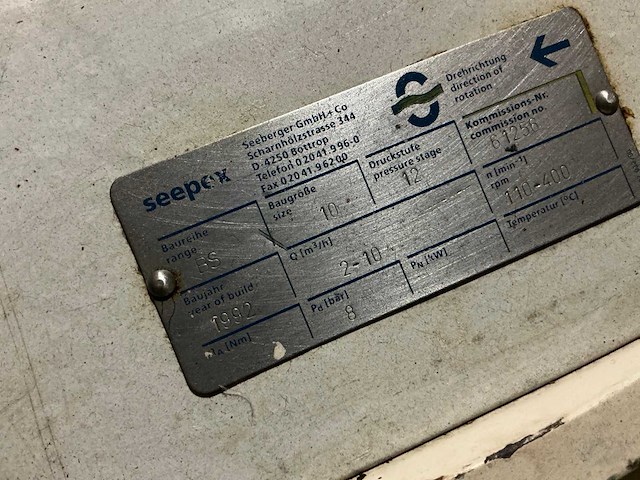 seepex
Seeberger GmbH + Co
Scharnhölzstrasse 344
D-4250 Bottrop
Telefon 02041.996-0
Fax 02041.96200
Drehrichtung
direction of
rotation
Baureihe
range
BS
Baugröße
size
10
Druckstufe
pressure stage
12
Kommissions-Nr.
commission no.
61256
Baujahr
year of build
1992
Q [m³/h]
2-10
n [min-¹]
rpm
110-400
[Nm]
Pd [bar]
8
PN [kW]
Temperatur [°C]